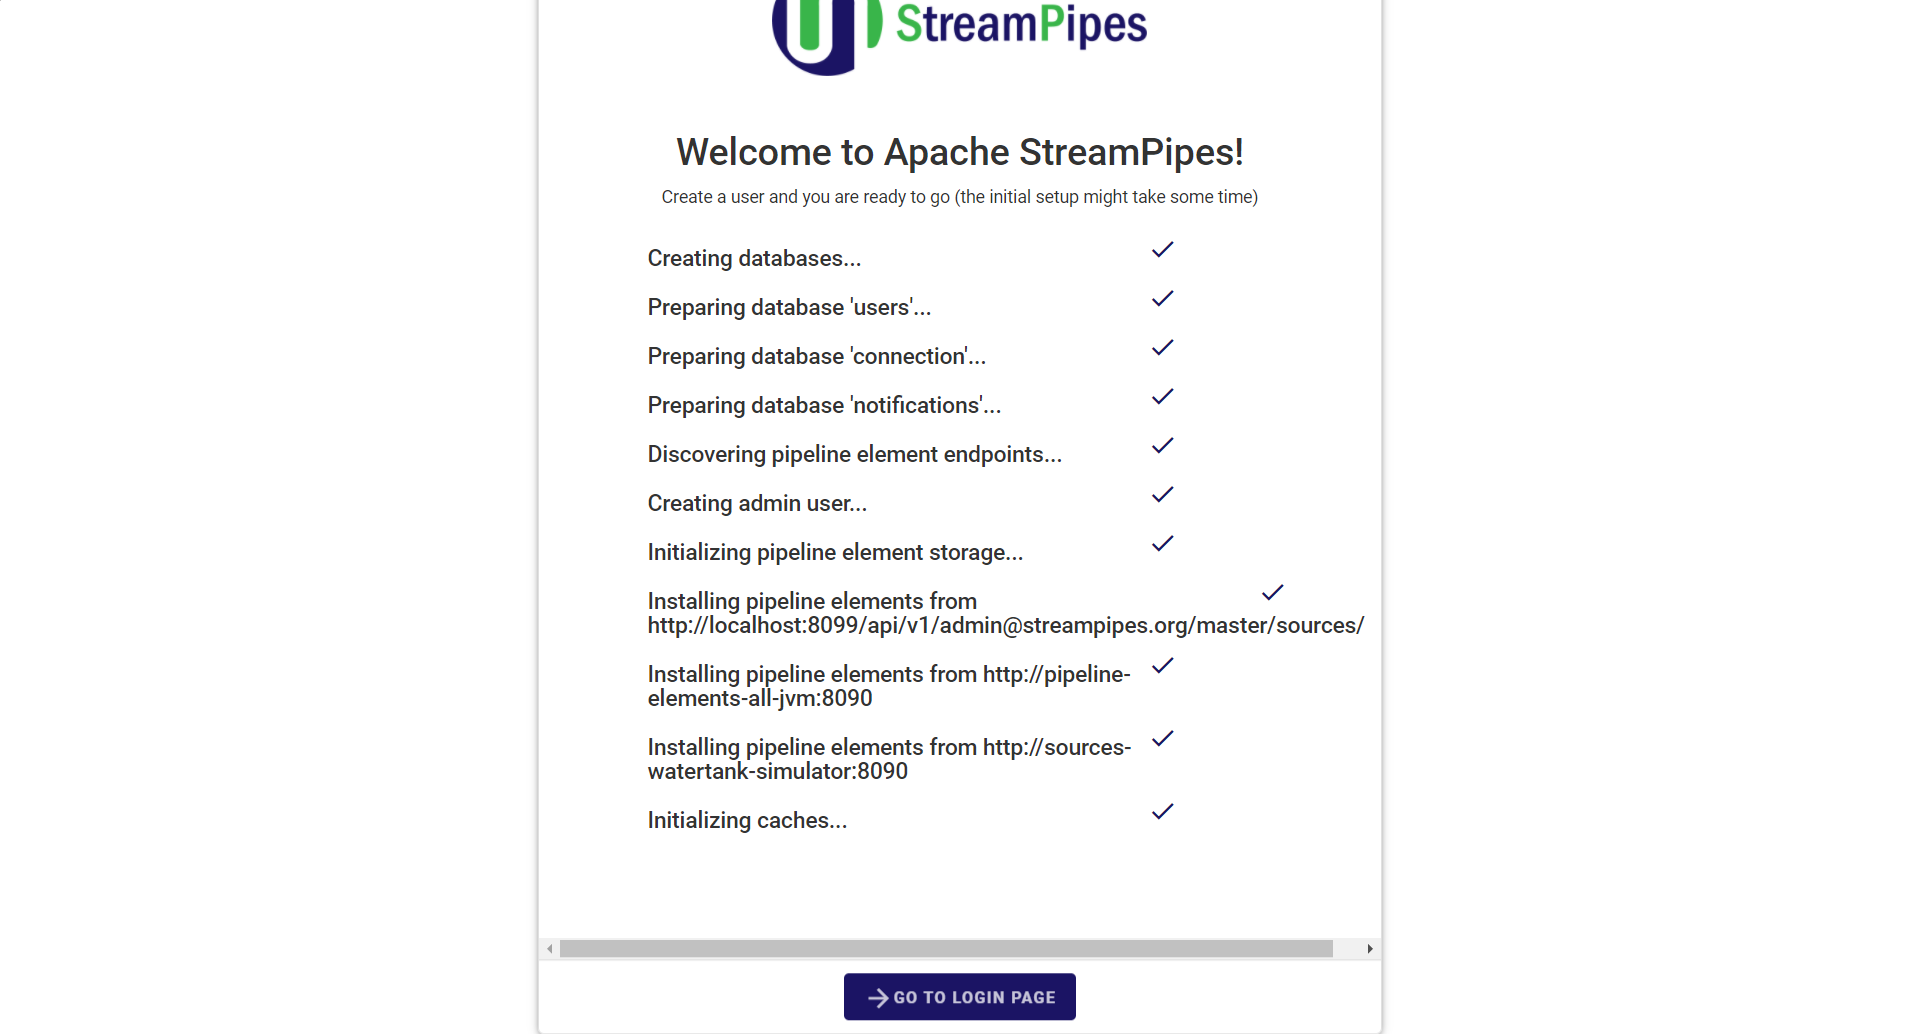 StreamPipes
Welcome to Apache StreamPipes!
Create a user and you are ready to go (the initial setup might take some time)
Creating databases...
Preparing database 'users'...
Preparing database 'connection'...
Preparing database 'notifications'...
Discovering pipeline element endpoints...
Creating admin user...
Initializing pipeline element storage...
Installing pipeline elements from
http://localhost:8099/api/v1/admin@streampipes.org/master/sources/
Installing pipeline elements from http://pipeline-
elements-all-jvm:8090
Installing pipeline elements from http://sources-
watertank-simulator:8090
Initializing caches...
GO TO LOGIN PAGE